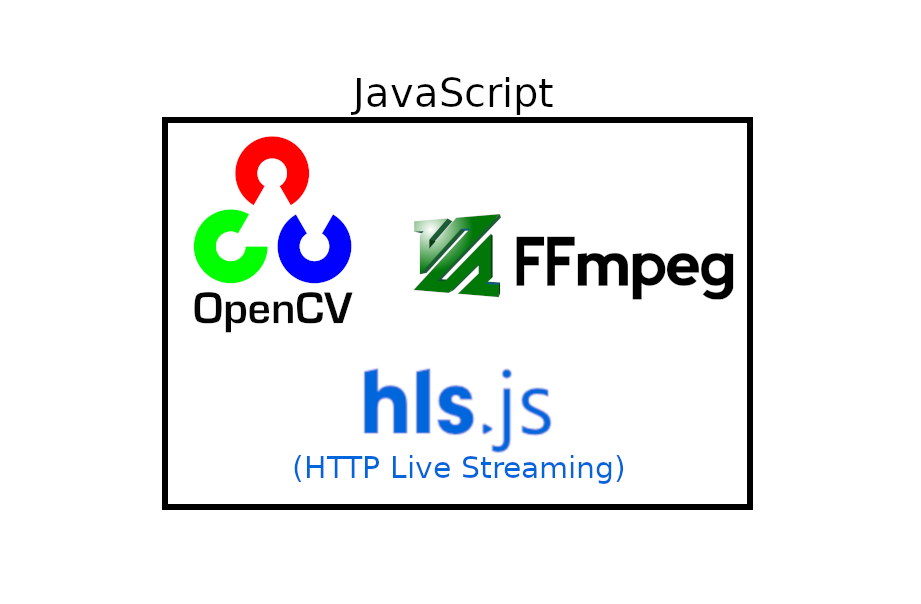 JavaScript
OpenCV
FFmpeg
hls.js
(HTTP Live Streaming)